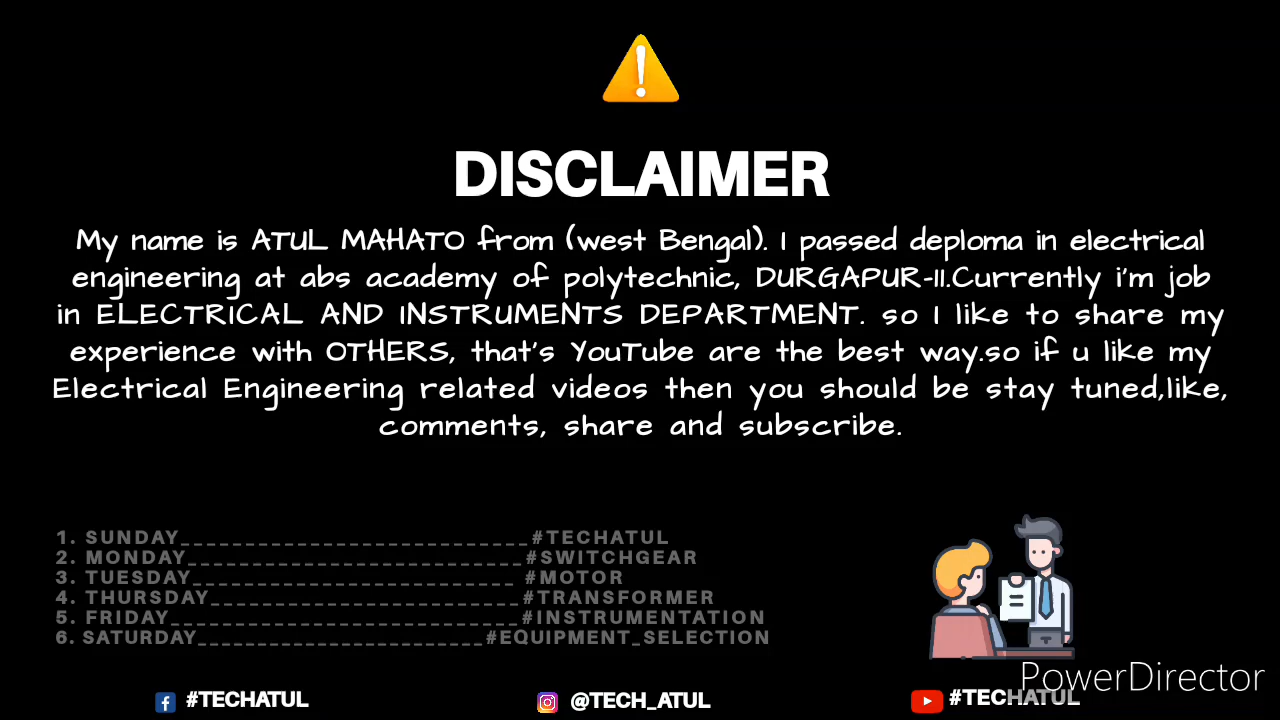 DISCLAIMER
My name is ATUL MAHATO from (west Bengal). I passed deploma in electrical
engineering at abs academy of polytechnic, DURGAPUR-II.Currently i'm job
in ELECTRICAL AND INSTRUMENTS DEPARTMENT. so I like to share my
experience with OTHERS, that's YouTube are the best way.so if u like my
Electrical Engineering related videos then you should be stay tuned,like,
comments, share and subscribe.
1. SUNDAY___________________________#TECHATUL
2. MONDAY__________________________#SWITCHGEAR
3. TUESDAY_________________________ #MOTOR
4. THURSDAY________________________#TRANSFORMER
5. FRIDAY___________________________#INSTRUMENTATION
6. SATURDAY______________________#EQUIPMENT_SELECTION
PowerDirector
#TECHATUL @TECH_ATUL #TECHATUL